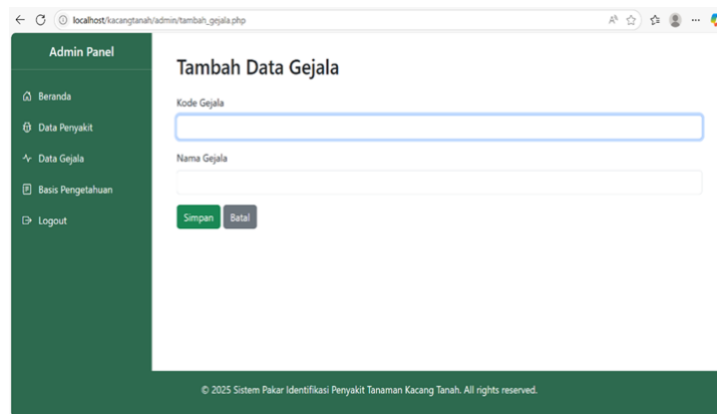 localhost/kacangtanah/admin/tambah_gejala.php
Admin Panel
Beranda
Data Penyakit
Data Gejala
Basis Pengetahuan
Logout
Tambah Data Gejala
Kode Gejala
Nama Gejala
Simpan
Batal
© 2025 Sistem Pakar Identifikasi Penyakit Tanaman Kacang Tanah. All rights reserved.